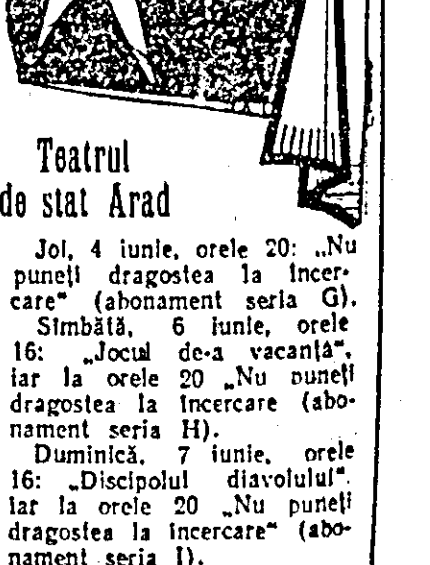 Teatrul
de stat Arad
Joi, 4 iunie, orele 20: „Nu
puneți dragostea la încer-
care“ (abonament seria G).
Sîmbătă, 6 iunie, orele
16: „Jocul de-a vacanța“,
iar la orele 20 „Nu puneți
dragostea la încercare (abo-
nament seria H).
Duminică, 7 iunie, orele
16: „Discipolul diavolului“.
iar la orele 20 „Nu puneți
dragostea la încercare“ (abo-
nament seria I).